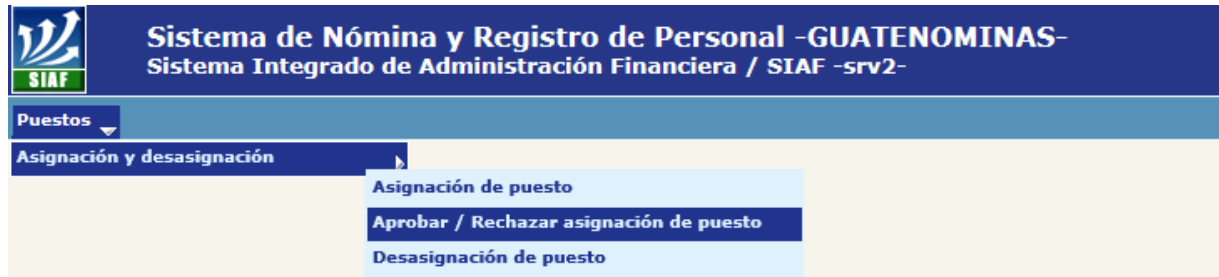 SIAF
Sistema de Nómina y Registro de Personal -GUATENOMINAS-
Sistema Integrado de Administración Financiera / SIAF -srv2-
Puestos
Asignación y desasignación
Asignación de puesto
Aprobar / Rechazar asignación de puesto
Desasignación de puesto